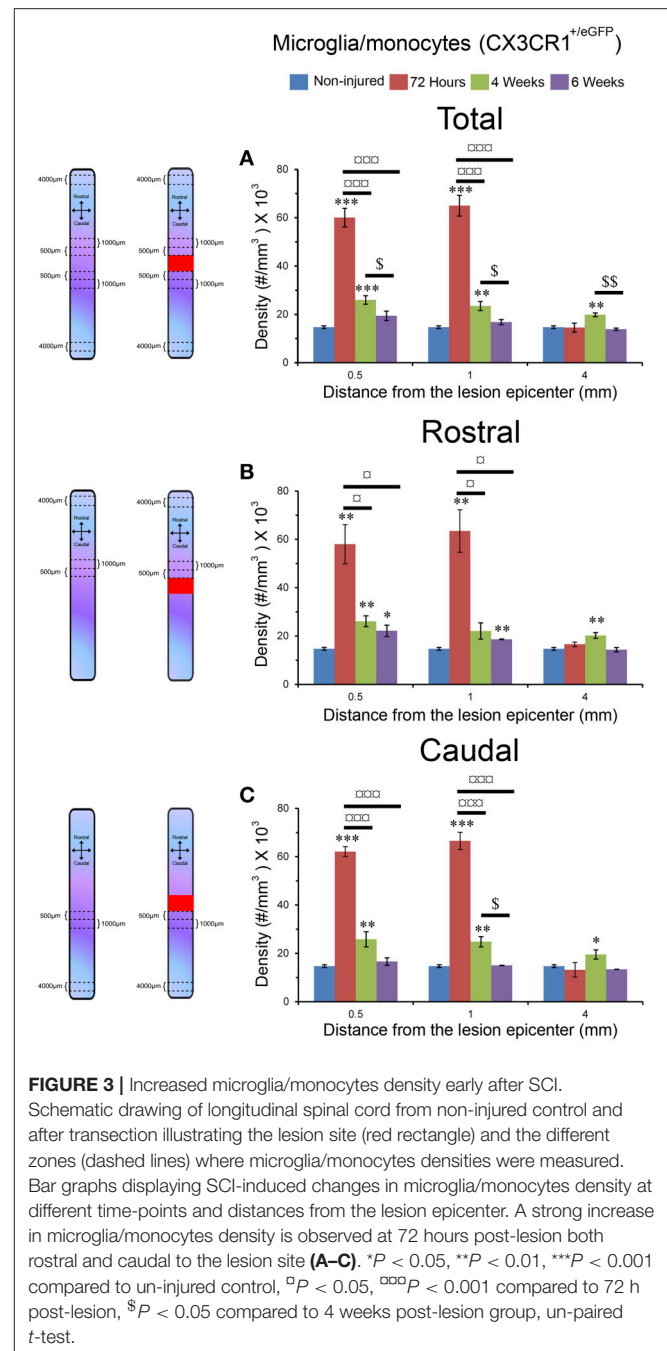 Microglia/monocytes (CX3CR1+/eGFP)
Non-injured 72 Hours 4 Weeks 6 Weeks
Total
A
4000µm
Rostral
Caudal
500µm
1000µm
500µm
1000µm
4000µm
4000µm
Rostral
Caudal
500µm
1000µm
500µm
1000µm
4000µm
Density (#/mm³) X 10³
80
60
40
20
0
¤¤¤
¤¤¤
***
$
***
¤¤¤
¤¤¤
***
$
**
$$
**
0.5 1 4
Distance from the lesion epicenter (mm)
Rostral
B
4000µm
Rostral
Caudal
500µm
1000µm
4000µm
Rostral
Caudal
500µm
1000µm
Density (#/mm³) X 10³
80
60
40
20
0
¤
¤
**
**
*
¤
¤
**
**
**
0.5 1 4
Distance from the lesion epicenter (mm)
Caudal
C
Rostral
Caudal
500µm
1000µm
4000µm
Rostral
Caudal
500µm
1000µm
4000µm
Density (#/mm³) X 10³
80
60
40
20
0
¤¤¤
¤¤¤
***
**
¤¤¤
¤¤¤
***
$
**
*
0.5 1 4
Distance from the lesion epicenter (mm)
FIGURE 3 | Increased microglia/monocytes density early after SCI.
Schematic drawing of longitudinal spinal cord from non-injured control and
after transection illustrating the lesion site (red rectangle) and the different
zones (dashed lines) where microglia/monocytes densities were measured.
Bar graphs displaying SCI-induced changes in microglia/monocytes density at
different time-points and distances from the lesion epicenter. A strong increase
in microglia/monocytes density is observed at 72 hours post-lesion both
rostral and caudal to the lesion site (A–C). *P < 0.05, **P < 0.01, ***P < 0.001
compared to un-injured control, ¤P < 0.05, ¤¤¤P < 0.001 compared to 72 h
post-lesion, $P < 0.05 compared to 4 weeks post-lesion group, un-paired
t-test.